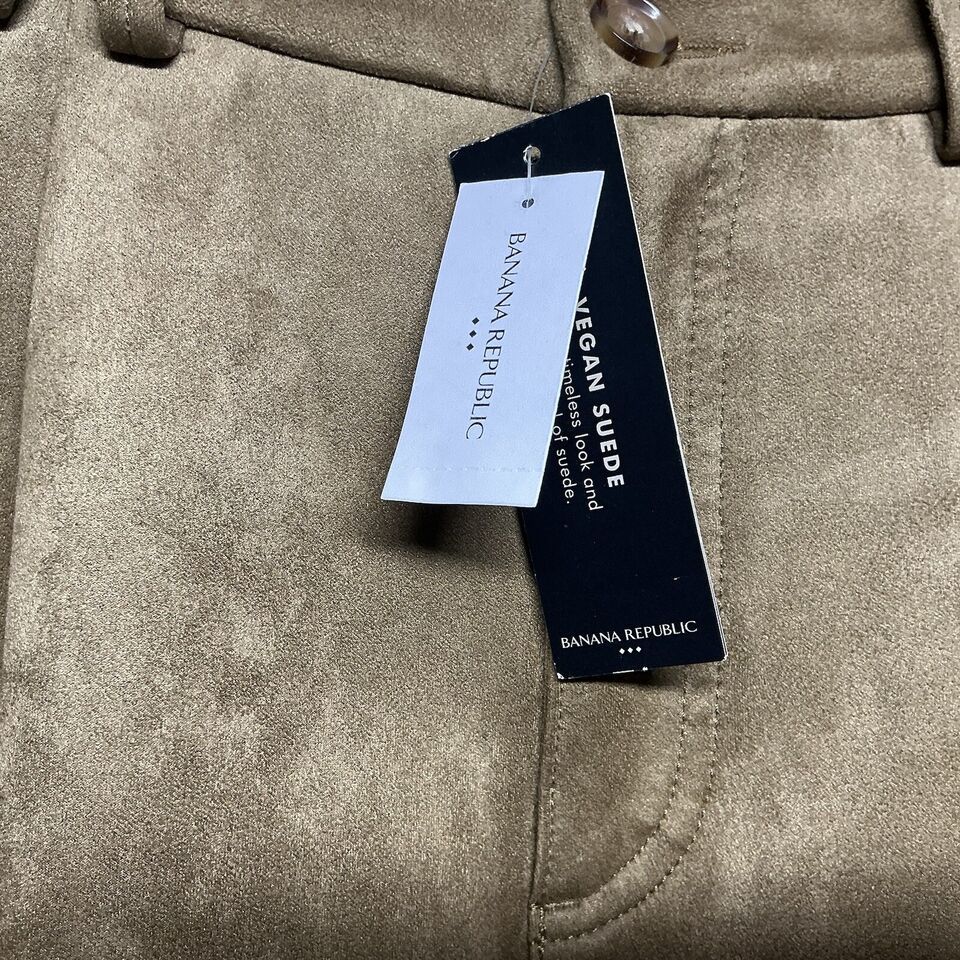 BANANA REPUBLIC
VEGAN SUEDE
timeless look and
of suede.
BANANA REPUBLIC